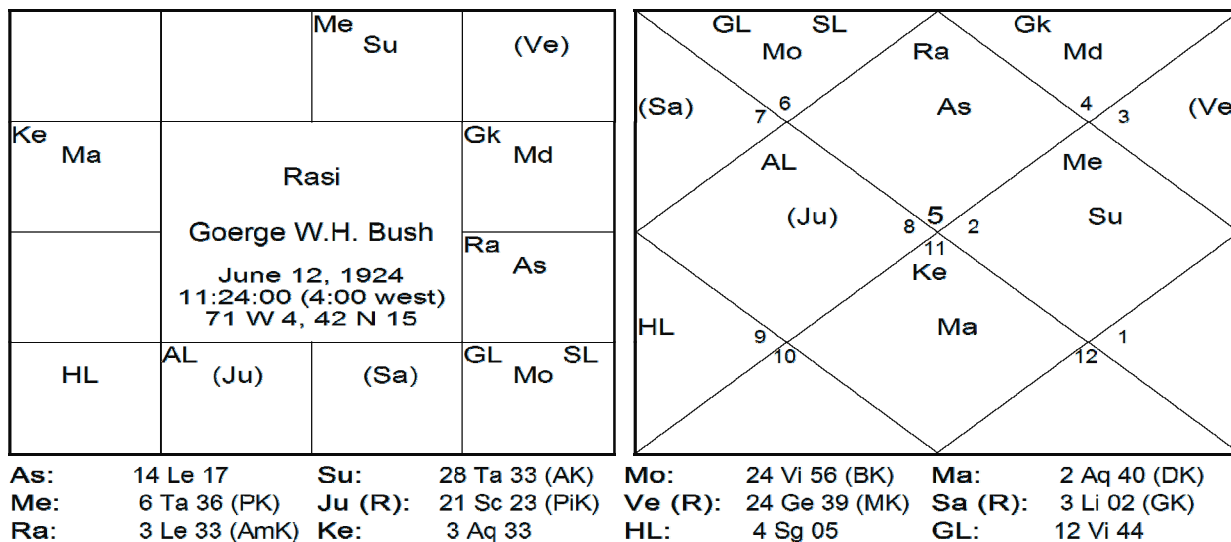 Me
Su
(Ve)
Ke
Ma
Gk
Md
Rasi
Goerge W.H. Bush
June 12, 1924
11:24:00 (4:00 west)
71 W 4, 42 N 15
Ra
As
HL
AL
(Ju)
(Sa)
GL SL
Mo
GL SL
Mo
Ra
As
Gk
Md
(Sa)
7 6
4 3
(Ve
AL
(Ju)
Me
Su
8 5 2
11
Ke
Ma
HL
9
10
1
12
As: 14 Le 17 Su: 28 Ta 33 (AK) Mo: 24 Vi 56 (BK) Ma: 2 Aq 40 (DK)
Me: 6 Ta 36 (PK) Ju (R): 21 Sc 23 (PiK) Ve (R): 24 Ge 39 (MK) Sa (R): 3 Li 02 (GK)
Ra: 3 Le 33 (AmK) Ke: 3 Aq 33 HL: 4 Sg 05 GL: 12 Vi 44